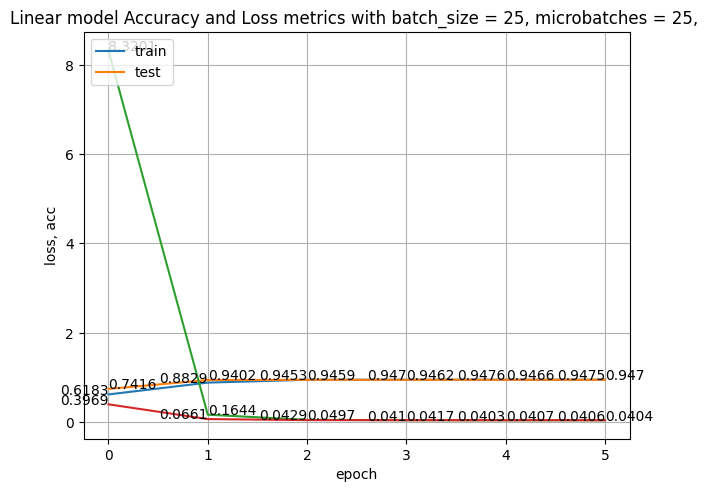 Linear model Accuracy and Loss metrics with batch_size = 25, microbatches = 25,
8.3201
train
test
8
6
4
2
0
loss, acc
0.6183 0.7416 0.8829 0.9402 0.9453 0.9459 0.947 0.9462 0.9476 0.9466 0.9475 0.947
0.3969 0.0661 0.1644 0.0429 0.0497 0.041 0.0417 0.0403 0.0407 0.0406 0.0404
0 1 2 3 4 5
epoch